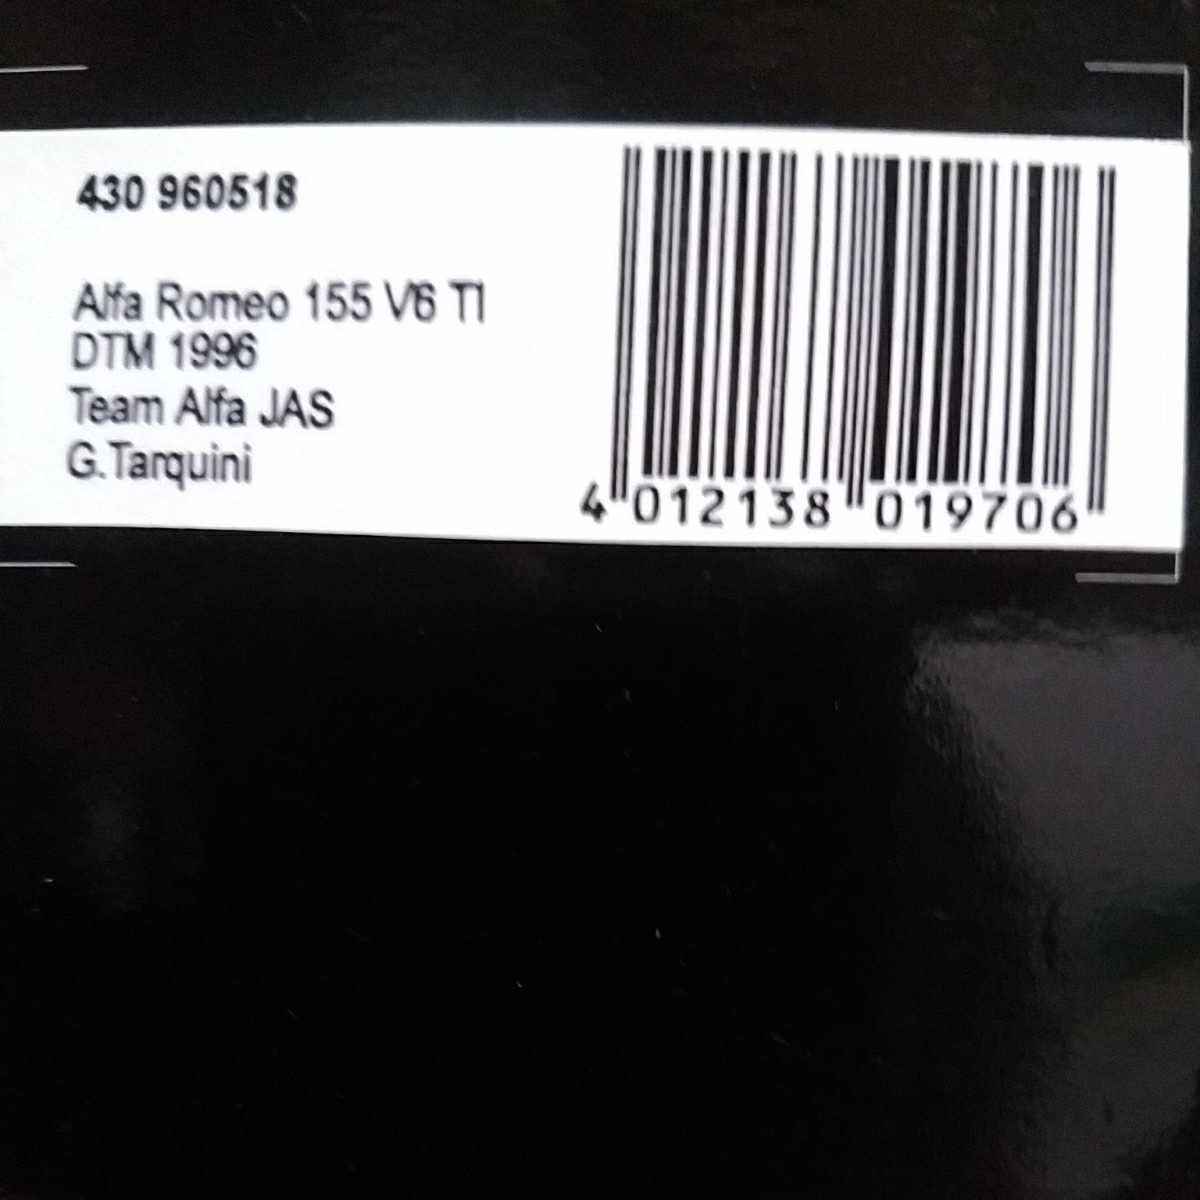 430 960518
Alfa Romeo 155 V6 TI
DTM 1996
Team Alfa JAS
G.Tarquini
4 012138 019706